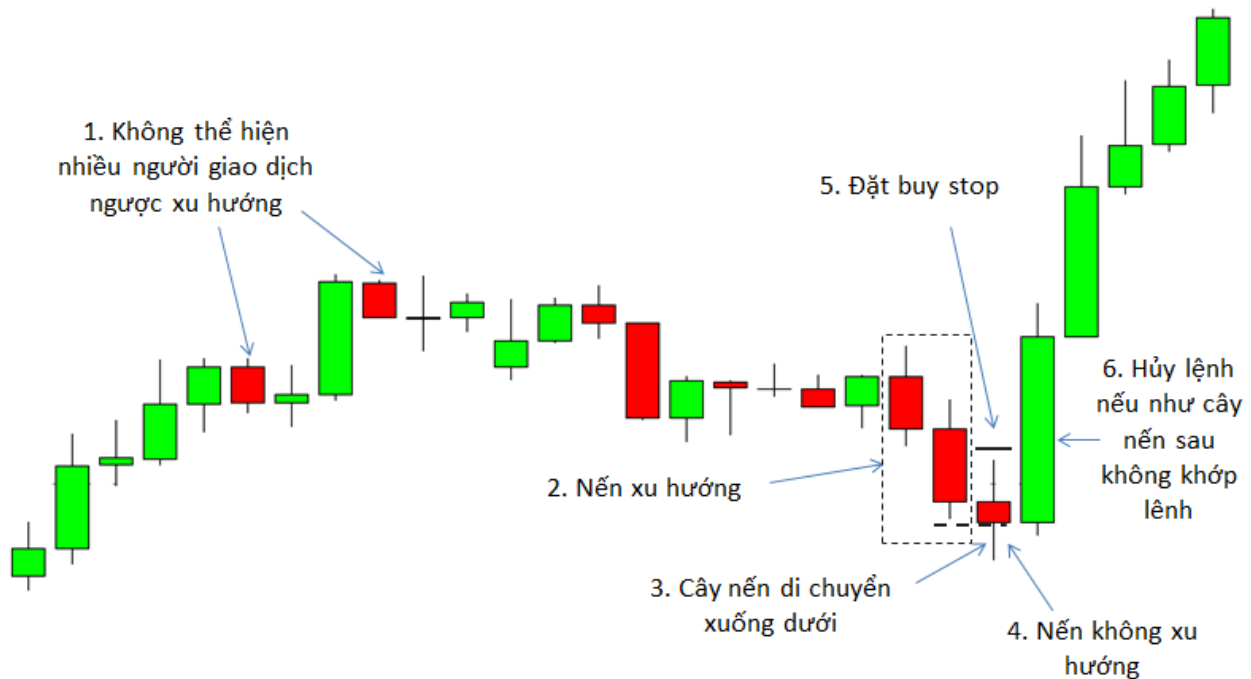 1. Không thể hiện
nhiều người giao dịch
ngược xu hướng
5. Đặt buy stop
6. Hủy lệnh
nếu như cây
nến sau
không khớp
lênh
2. Nến xu hướng
3. Cây nến di chuyển
xuống dưới
4. Nến không xu
hướng